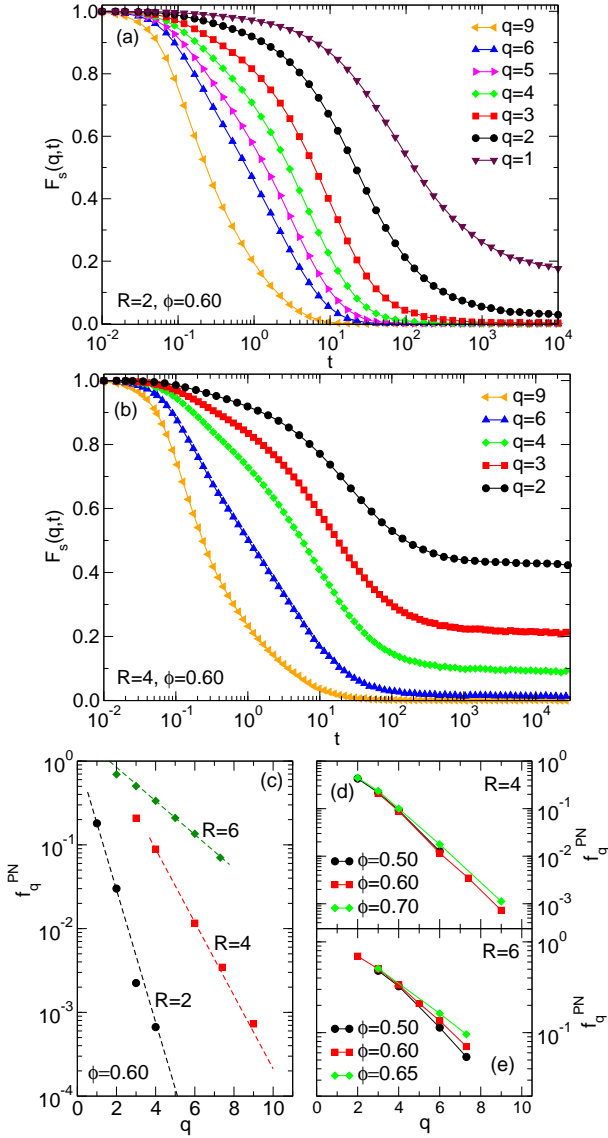 (a)
F_s(q,t)
1.0
0.8
0.6
0.4
0.2
0.0
q=9
q=6
q=5
q=4
q=3
q=2
q=1
R=2, ϕ=0.60
10^-2 10^-1 10^0 10^1 10^2 10^3 10^4
t
(b)
F_s(q,t)
1.0
0.8
0.6
0.4
0.2
0.0
q=9
q=6
q=4
q=3
q=2
R=4, ϕ=0.60
10^-2 10^-1 10^0 10^1 10^2 10^3 10^4
t
(c)
f_q^PN
10^0
10^-1
10^-2
10^-3
10^-4
R=6
R=4
R=2
ϕ=0.60
0 2 4 6 8 10
q
(d)
R=4
10^0
10^-1
10^-2
10^-3
f_q^PN
ϕ=0.50
ϕ=0.60
ϕ=0.70
R=6
10^0
10^-1
f_q^PN
ϕ=0.50
ϕ=0.60
ϕ=0.65
(e)
0 2 4 6 8 10
q